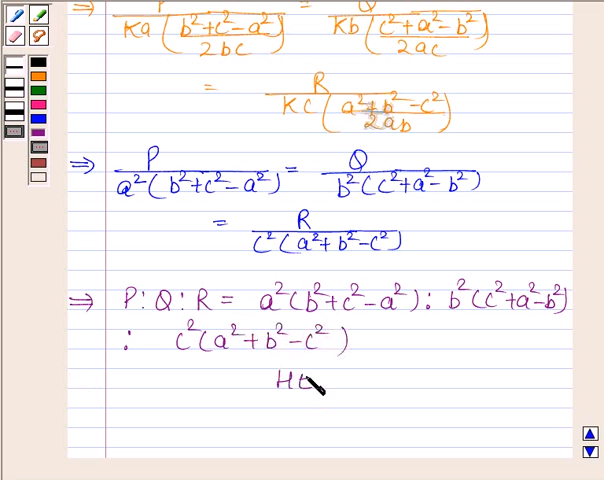 ⇒ P/(Ka((b²+c²-a²)/2bc)) = Q/(Kb((c²+a²-b²)/2ac))
= R/(KC((a²+b²-c²)/2ab))
⇒ P/(a²(b²+c²-a²)) = Q/(b²(c²+a²-b²))
= R/(c²(a²+b²-c²))
⇒ P:Q:R = a²(b²+c²-a²) : b²(c²+a²-b²)
: c²(a²+b²-c²)